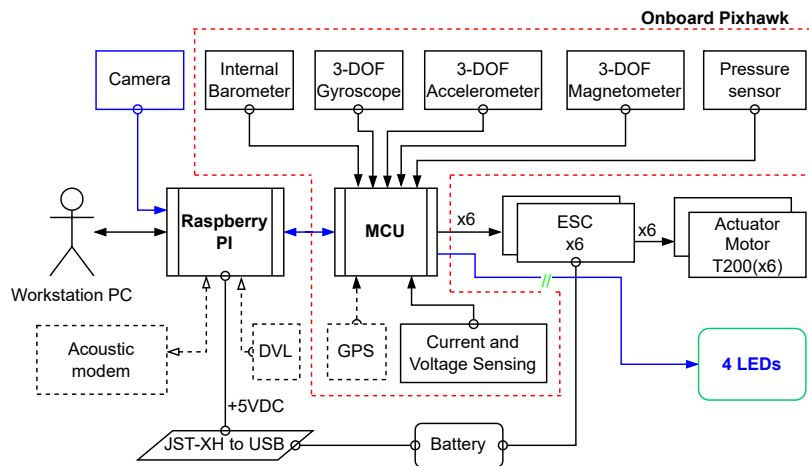 Onboard Pixhawk
Camera
Internal
Barometer
3-DOF
Gyroscope
3-DOF
Accelerometer
3-DOF
Magnetometer
Pressure
sensor
Raspberry
PI
MCU
x6
ESC
x6
x6
Actuator
Motor
T200(x6)
Workstation PC
//
Acoustic
modem
DVL
GPS
Current and
Voltage Sensing
4 LEDs
+5VDC
JST-XH to USB
Battery